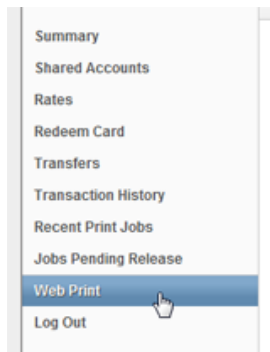 Summary
Shared Accounts
Rates
Redeem Card
Transfers
Transaction History
Recent Print Jobs
Jobs Pending Release
Web Print
Log Out